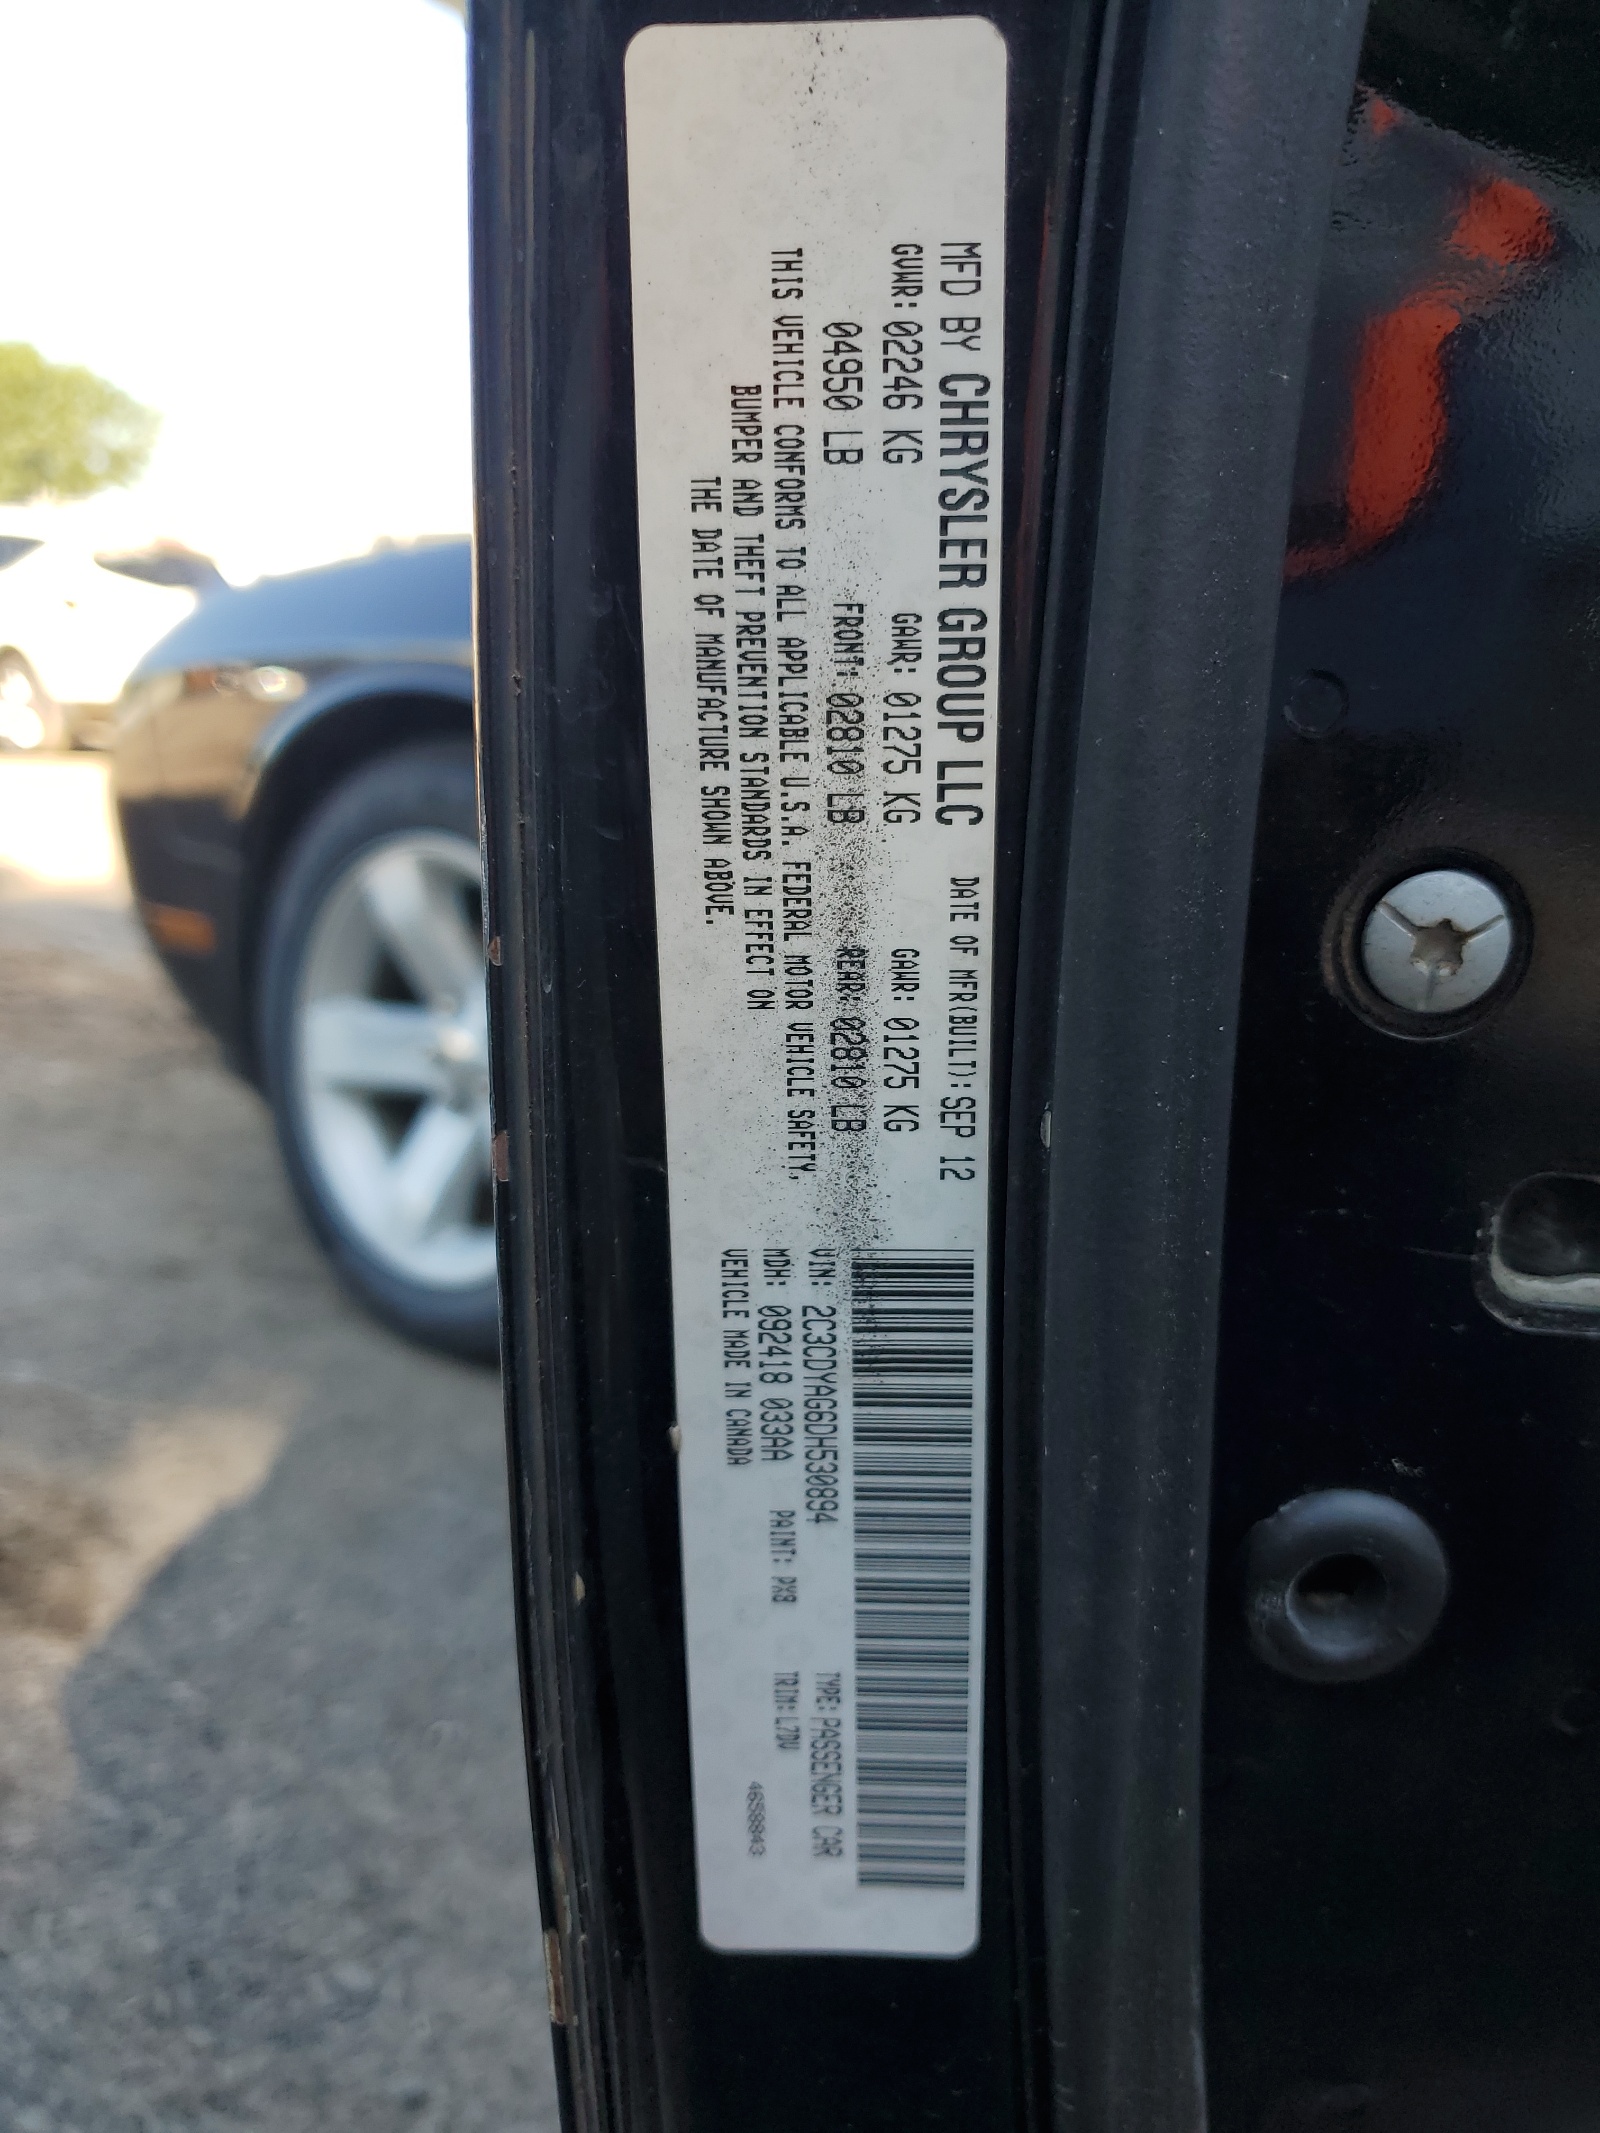 MFD BY CHRYSLER GROUP LLC DATE OF MFR(BUILT): SEP 12
GVWR: 02246 KG GAWR: 01275 KG GAWR: 01275 KG
04950 LB FRONT: 02810 LB REAR: 02810 LB
THIS VEHICLE CONFORMS TO ALL APPLICABLE U.S.A. FEDERAL MOTOR VEHICLE SAFETY,
BUMPER AND THEFT PREVENTION STANDARDS IN EFFECT ON
THE DATE OF MANUFACTURE SHOWN ABOVE.
VIN: 2C3CDYAG6DH530894 TYPE: PASSENGER CAR
MDH: 092418 033AA PAINT: PX8 TRIM: L7DV
VEHICLE MADE IN CANADA 4658843